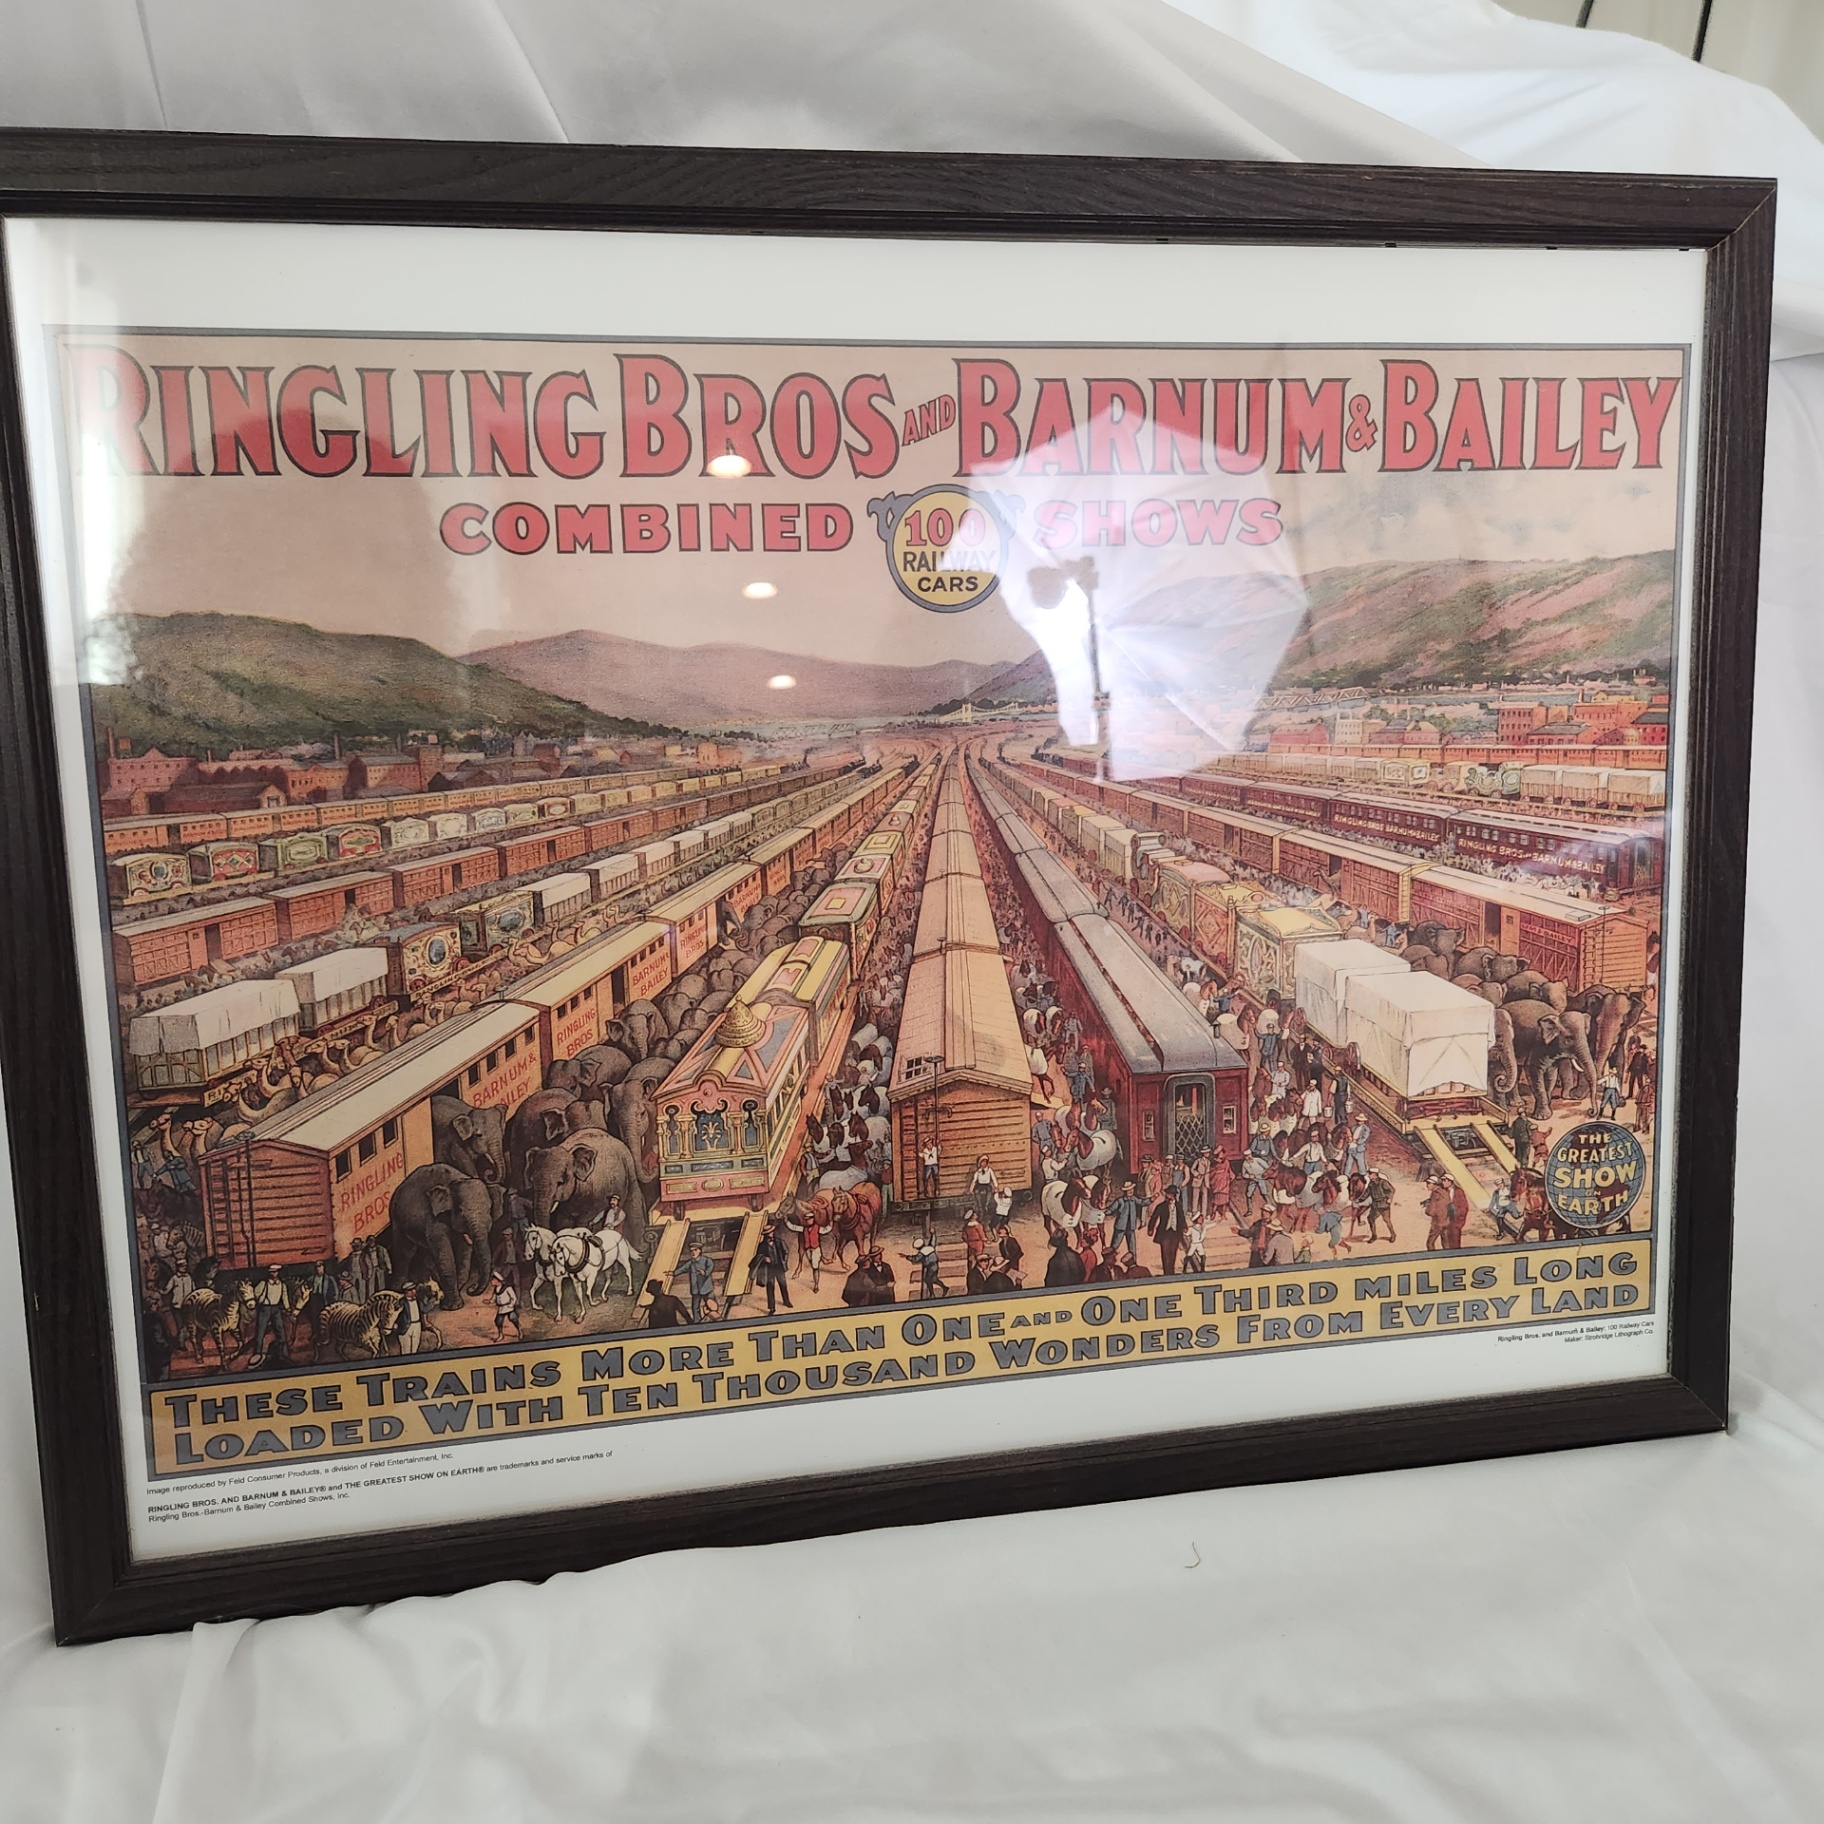 RINGLING BROS AND BARNUM & BAILEY
COMBINED SHOWS
100
RAILWAY
CARS
RINGLING BROS BARNUM & BAILEY
RINGLING BROS AND BARNUM & BAILEY
BARNUM &
BAILEY
RINGLING
BROS
BARNUM &
BAILEY
RINGLING
BROS
THE
GREATEST
SHOW
ON
EARTH
THESE TRAINS MORE THAN ONE AND ONE THIRD MILES LONG
LOADED WITH TEN THOUSAND WONDERS FROM EVERY LAND
Ringling Bros. and Barnum & Bailey: 100 Railway Cars
Maker: Strobridge Lithograph Co.
Image reproduced by Feld Consumer Products, a division of Feld Entertainment, Inc.
RINGLING BROS. AND BARNUM & BAILEY® and THE GREATEST SHOW ON EARTH® are trademarks and service marks of
Ringling Bros.-Barnum & Bailey Combined Shows, Inc.